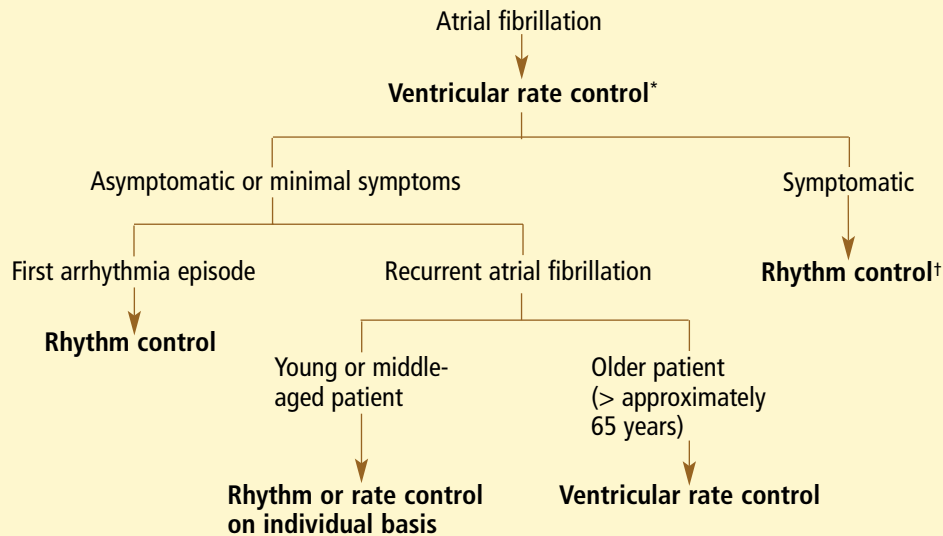 Atrial fibrillation
Ventricular rate control*
Asymptomatic or minimal symptoms
Symptomatic
First arrhythmia episode
Recurrent atrial fibrillation
Rhythm control†
Rhythm control
Young or middle-
aged patient
Older patient
(> approximately
65 years)
Rhythm or rate control
on individual basis
Ventricular rate control